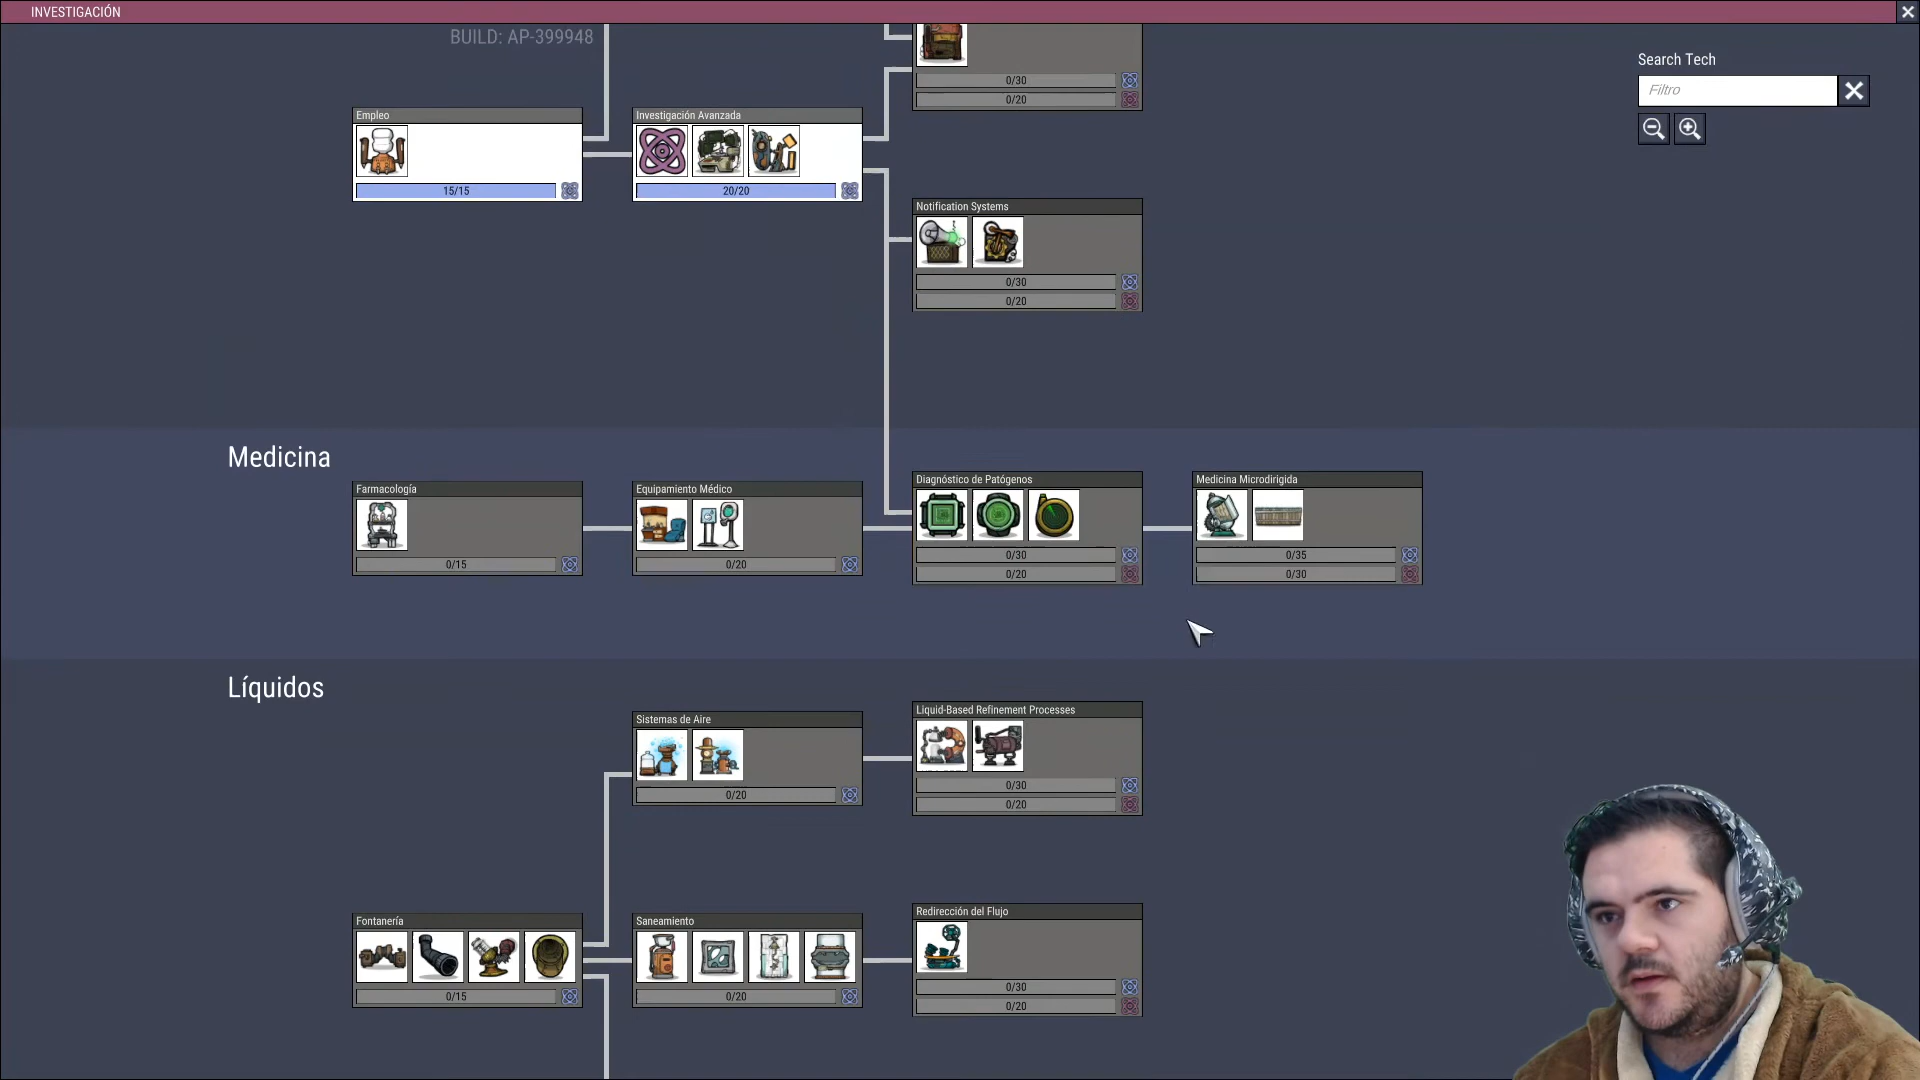 INVESTIGACIÓN
BUILD: AP-399948
Search Tech
Filtro
0/30
0/20
Empleo
15/15
Investigación Avanzada
20/20
Notification Systems
0/30
0/20
Medicina
Farmacología
0/15
Equipamiento Médico
0/20
Diagnóstico de Patógenos
0/30
0/20
Medicina Microdirigida
0/35
0/30
Líquidos
Sistemas de Aire
0/20
Liquid-Based Refinement Processes
0/30
0/20
Fontanería
0/15
Saneamiento
0/20
Redirección del Flujo
0/30
0/20